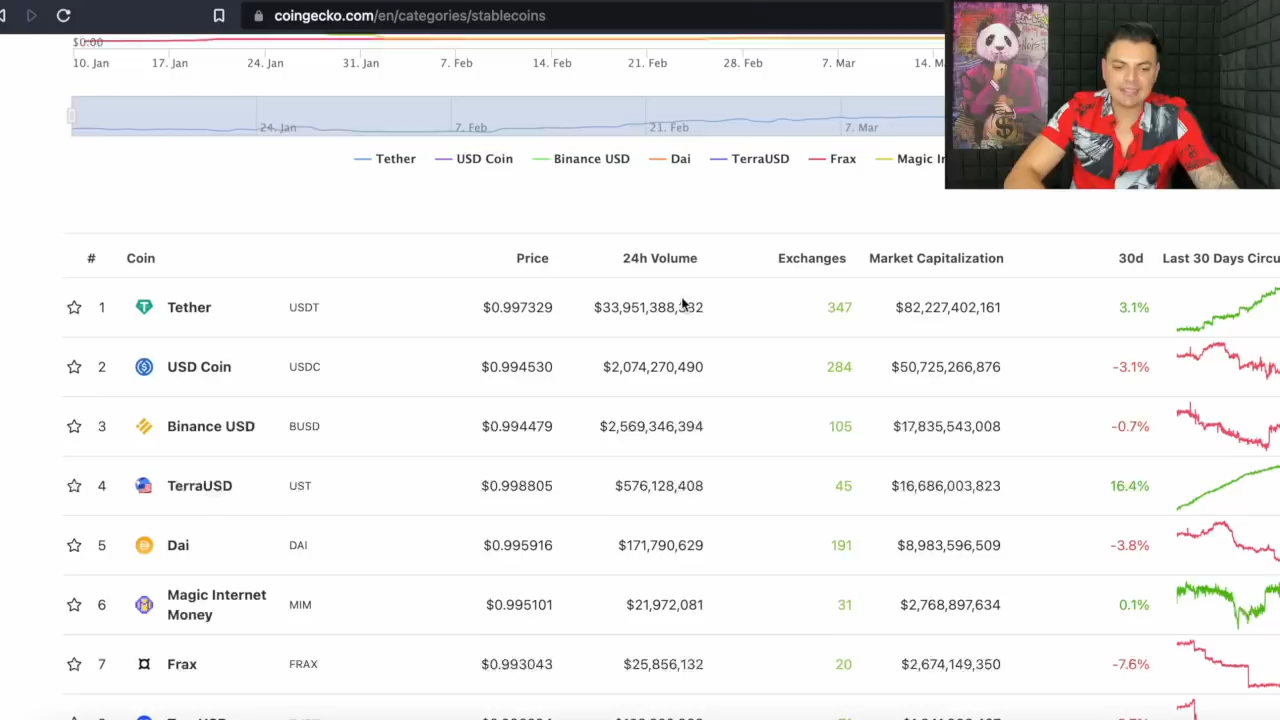 coingecko.com/en/categories/stablecoins
$0.00
10. Jan 17. Jan 24. Jan 31. Jan 7. Feb 14. Feb 21. Feb 28. Feb 7. Mar 14. M
24. Jan 7. Feb 21. Feb 7. Mar
Tether USD Coin Binance USD Dai TerraUSD Frax Magic In
# Coin Price 24h Volume Exchanges Market Capitalization 30d Last 30 Days Circu
1 Tether USDT $0.997329 $33,951,388,332 347 $82,227,402,161 3.1%
2 USD Coin USDC $0.994530 $2,074,270,490 284 $50,725,266,876 -3.1%
3 Binance USD BUSD $0.994479 $2,569,346,394 105 $17,835,543,008 -0.7%
4 TerraUSD UST $0.998805 $576,128,408 45 $16,686,003,823 16.4%
5 Dai DAI $0.995916 $171,790,629 191 $8,983,596,509 -3.8%
6 Magic Internet Money MIM $0.995101 $21,972,081 31 $2,768,897,634 0.1%
7 Frax FRAX $0.993043 $25,856,132 20 $2,674,149,350 -7.6%